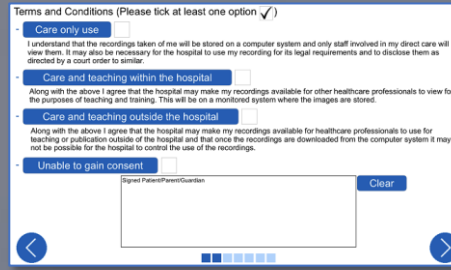 Terms and Conditions (Please tick at least one option ✓)
- Care only use
I understand that the recordings taken of me will be stored on a computer system and only staff involved in my direct care will
view them. It may also be necessary for the hospital to use my recording for its legal requirements and to disclose them as
directed by a court order to similar.
- Care and teaching within the hospital
Along with the above I agree that the hospital may make my recordings available for other healthcare professionals to view for
the purposes of teaching and training. This will be on a monitored system where the images are stored.
- Care and teaching outside the hospital
Along with the above I agree that the hospital may make my recordings available for healthcare professionals to use for
teaching or publication outside of the hospital and that once the recordings are downloaded from the computer system it may
not be possible for the hospital to control the use of the recordings.
- Unable to gain consent
Signed Patient/Parent/Guardian
Clear